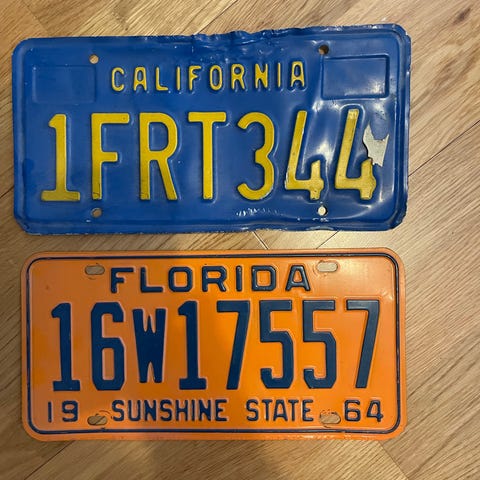 CALIFORNIA
1FRT344
FLORIDA
16W17557
19 SUNSHINE STATE 64